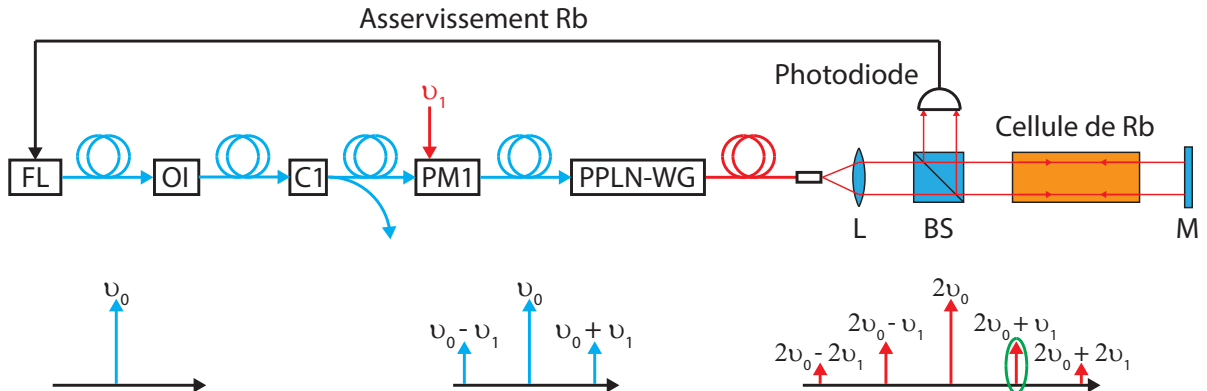 Asservissement Rb
Photodiode
υ₁
Cellule de Rb
FL
OI
C1
PM1
PPLN-WG
L
BS
M
υ₀
υ₀ - υ₁
υ₀
υ₀ + υ₁
2υ₀ - 2υ₁
2υ₀ - υ₁
2υ₀
2υ₀ + υ₁
2υ₀ + 2υ₁